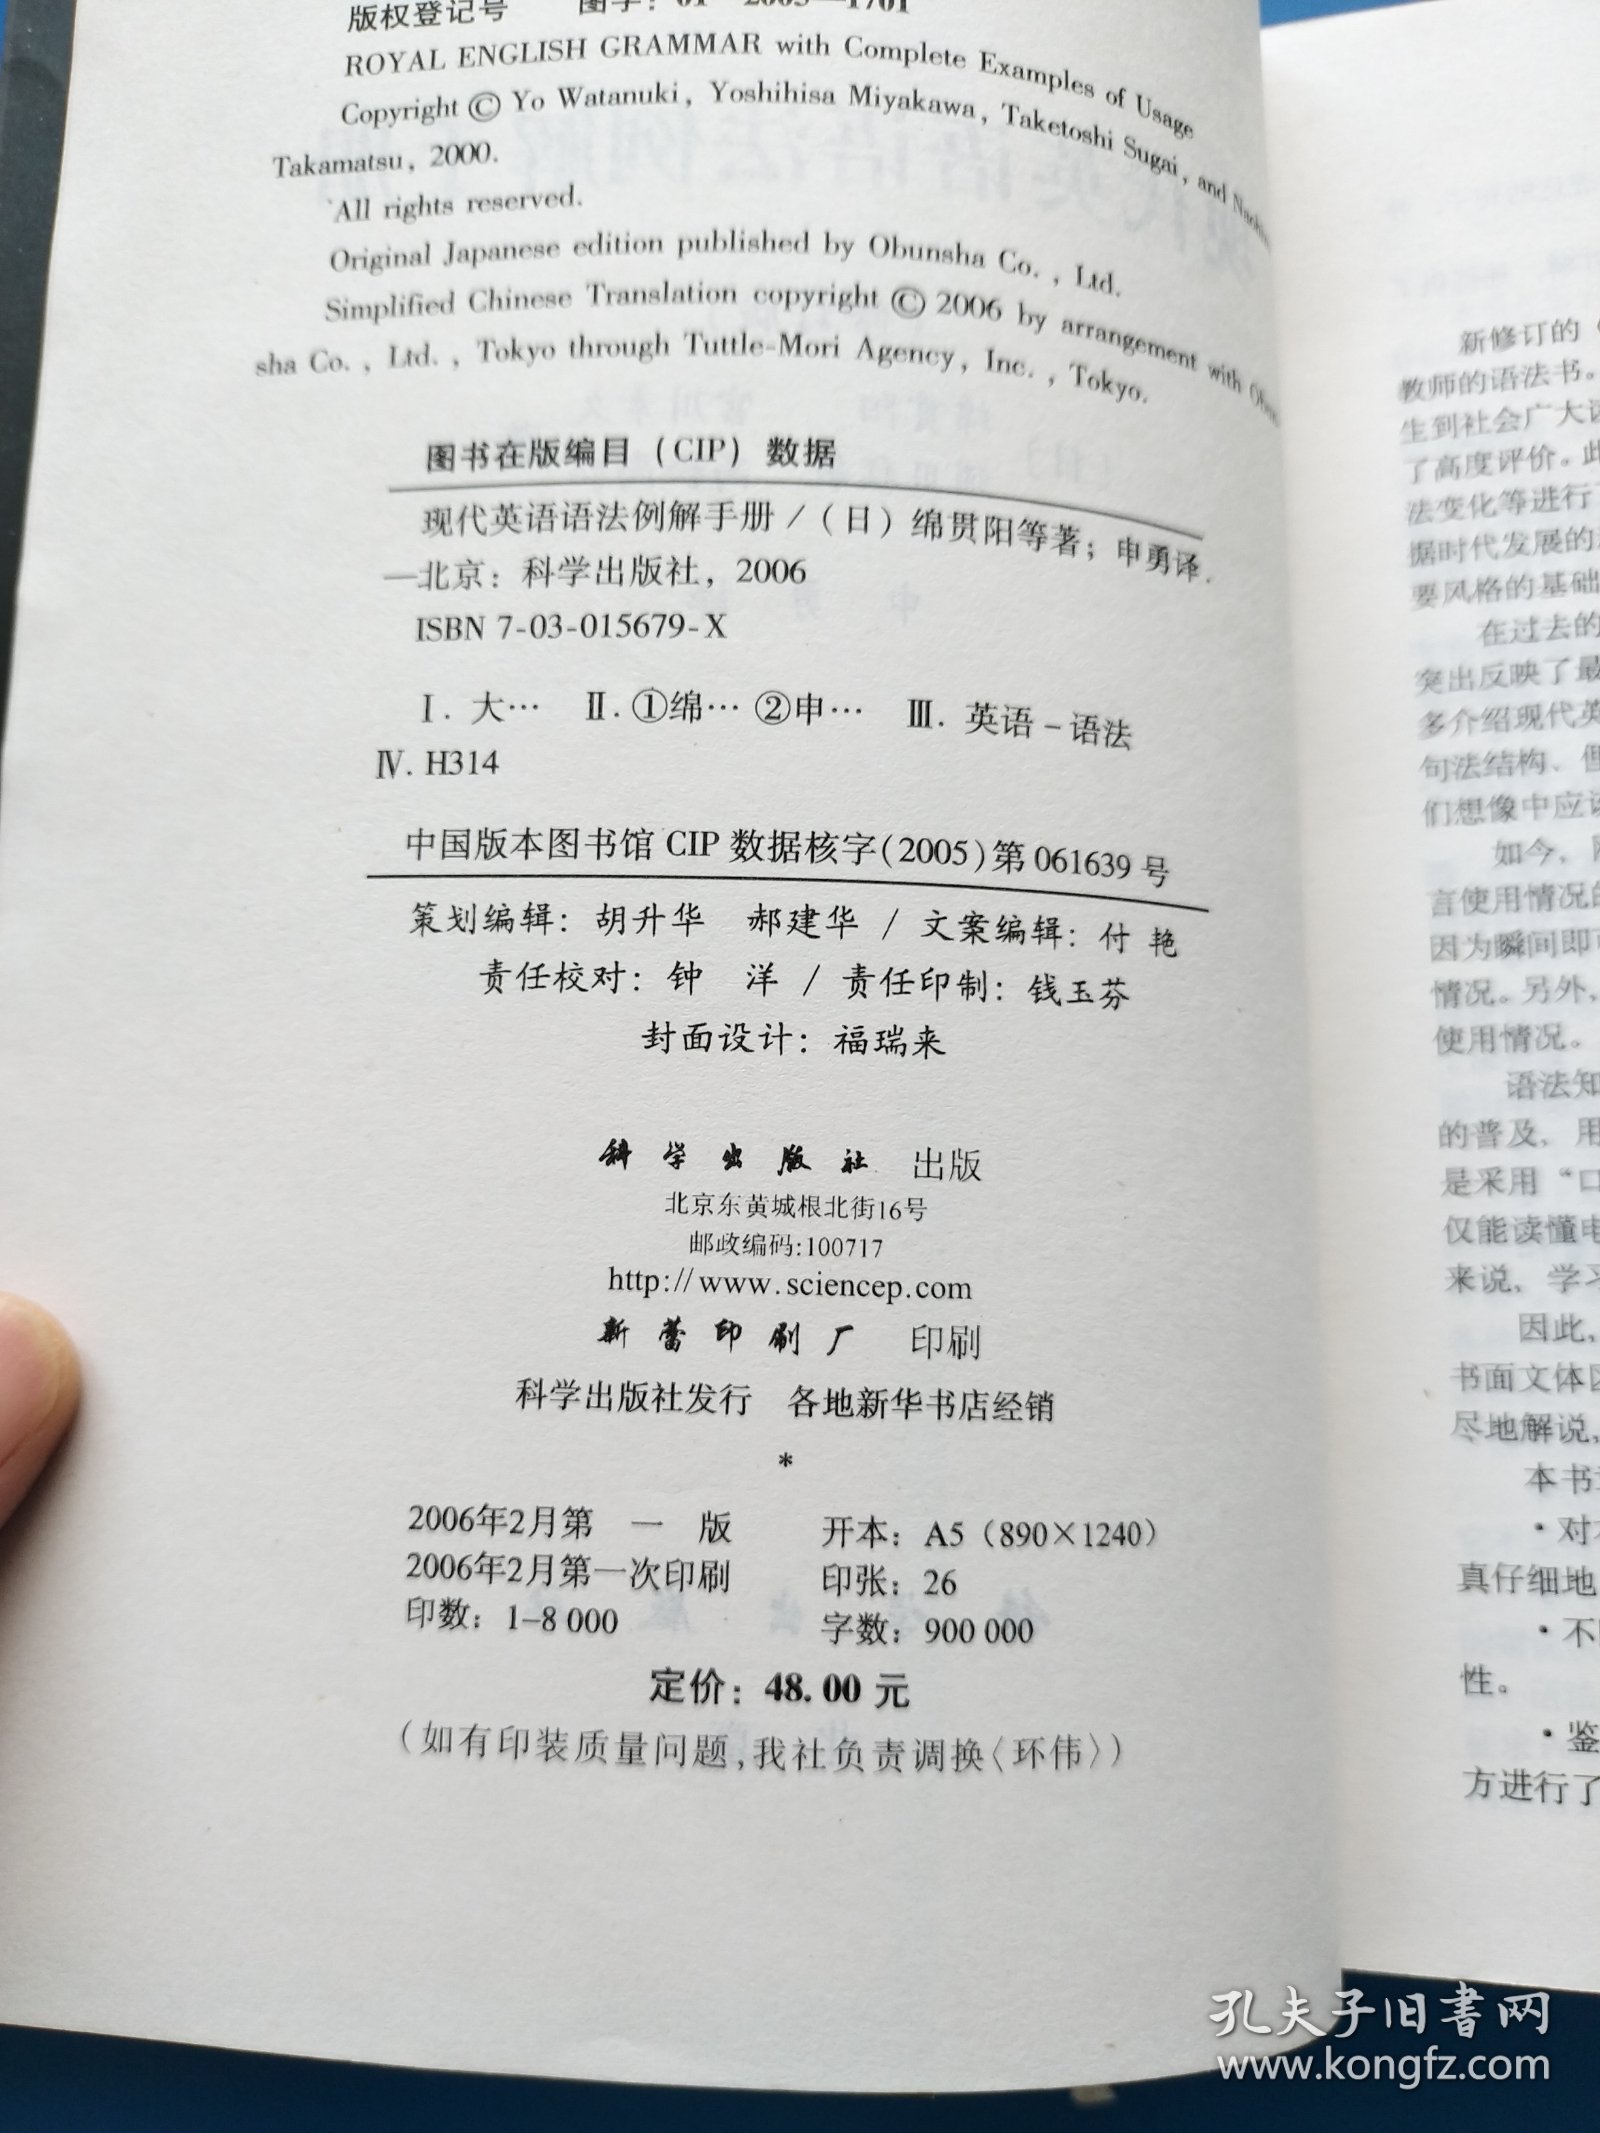 版权登记号 图字：01—2005—1701
ROYAL ENGLISH GRAMMAR with Complete Examples of Usage
Copyright © Yo Watanuki, Yoshihisa Miyakawa, Taketoshi Sugai, and
Takamatsu, 2000.
All rights reserved.
Original Japanese edition published by Obunsha Co., Ltd.
Simplified Chinese Translation copyright © 2006 by arrangement with Obun
sha Co., Ltd., Tokyo through Tuttle-Mori Agency, Inc., Tokyo.
图书在版编目（CIP）数据
现代英语语法例解手册／（日）绵贯阳等著；申勇译.
—北京：科学出版社，2006
ISBN 7-03-015679-X
Ⅰ. 大… Ⅱ. ①绵… ②申… Ⅲ. 英语－语法
Ⅳ. H314
中国版本图书馆 CIP 数据核字(2005)第 061639 号
策划编辑：胡升华 郝建华 / 文案编辑：付 艳
责任校对：钟 洋 / 责任印制：钱玉芬
封面设计：福瑞来
科学出版社 出版
北京东黄城根北街16号
邮政编码:100717
http://www.sciencep.com
新蕾印刷厂 印刷
科学出版社发行 各地新华书店经销
*
2006年2月第 一 版 开本：A5（890×1240）
2006年2月第一次印刷 印张：26
印数：1–8 000 字数：900 000
定价：48.00 元
（如有印装质量问题,我社负责调换〈环伟〉）
新修订的
教师的语法书。
生到社会广大
了高度评价。此
法变化等进行
据时代发展的
要风格的基础
在过去的
突出反映了最
多介绍现代英
句法结构、但
们想像中应该
如今，
言使用情况的
因为瞬间即
情况。另外，
使用情况。
语法知
的普及，用
是采用“口
仅能读懂电
来说，学习
因此，
书面文体区
尽地解说，
本书
·对
真仔细地
·不
性。
·鉴
方进行了
孔夫子旧书网
www.kongfz.com